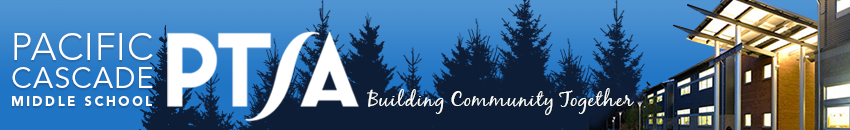 PACIFIC
CASCADE
MIDDLE SCHOOL
PTSA
Building Community Together